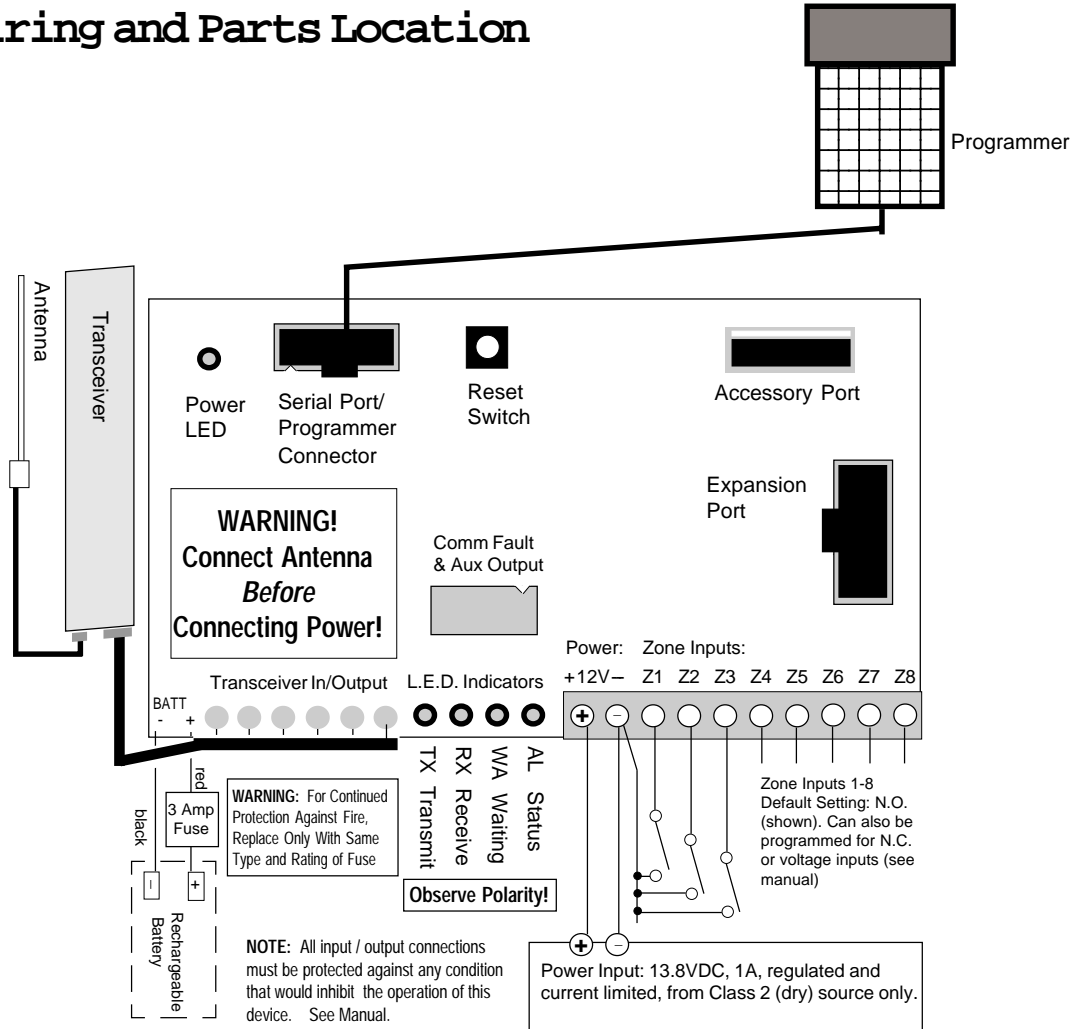 ring and Parts Location
Programmer
Antenna
Transceiver
Power
LED
Serial Port/
Programmer
Connector
Reset
Switch
Accessory Port
Expansion
Port
WARNING!
Connect Antenna
Before
Connecting Power!
Comm Fault
& Aux Output
Power: Zone Inputs:
+12V– Z1 Z2 Z3 Z4 Z5 Z6 Z7 Z8
Transceiver In/Output
L.E.D. Indicators
BATT
- +
+ –
TX Transmit
RX Receive
WA Waiting
AL Status
red
black
3 Amp
Fuse
WARNING: For Continued
Protection Against Fire,
Replace Only With Same
Type and Rating of Fuse
Observe Polarity!
Zone Inputs 1-8
Default Setting: N.O.
(shown). Can also be
programmed for N.C.
or voltage inputs (see
manual)
– +
Rechargeable
Battery
NOTE: All input / output connections
must be protected against any condition
that would inhibit the operation of this
device. See Manual.
+ –
Power Input: 13.8VDC, 1A, regulated and
current limited, from Class 2 (dry) source only.